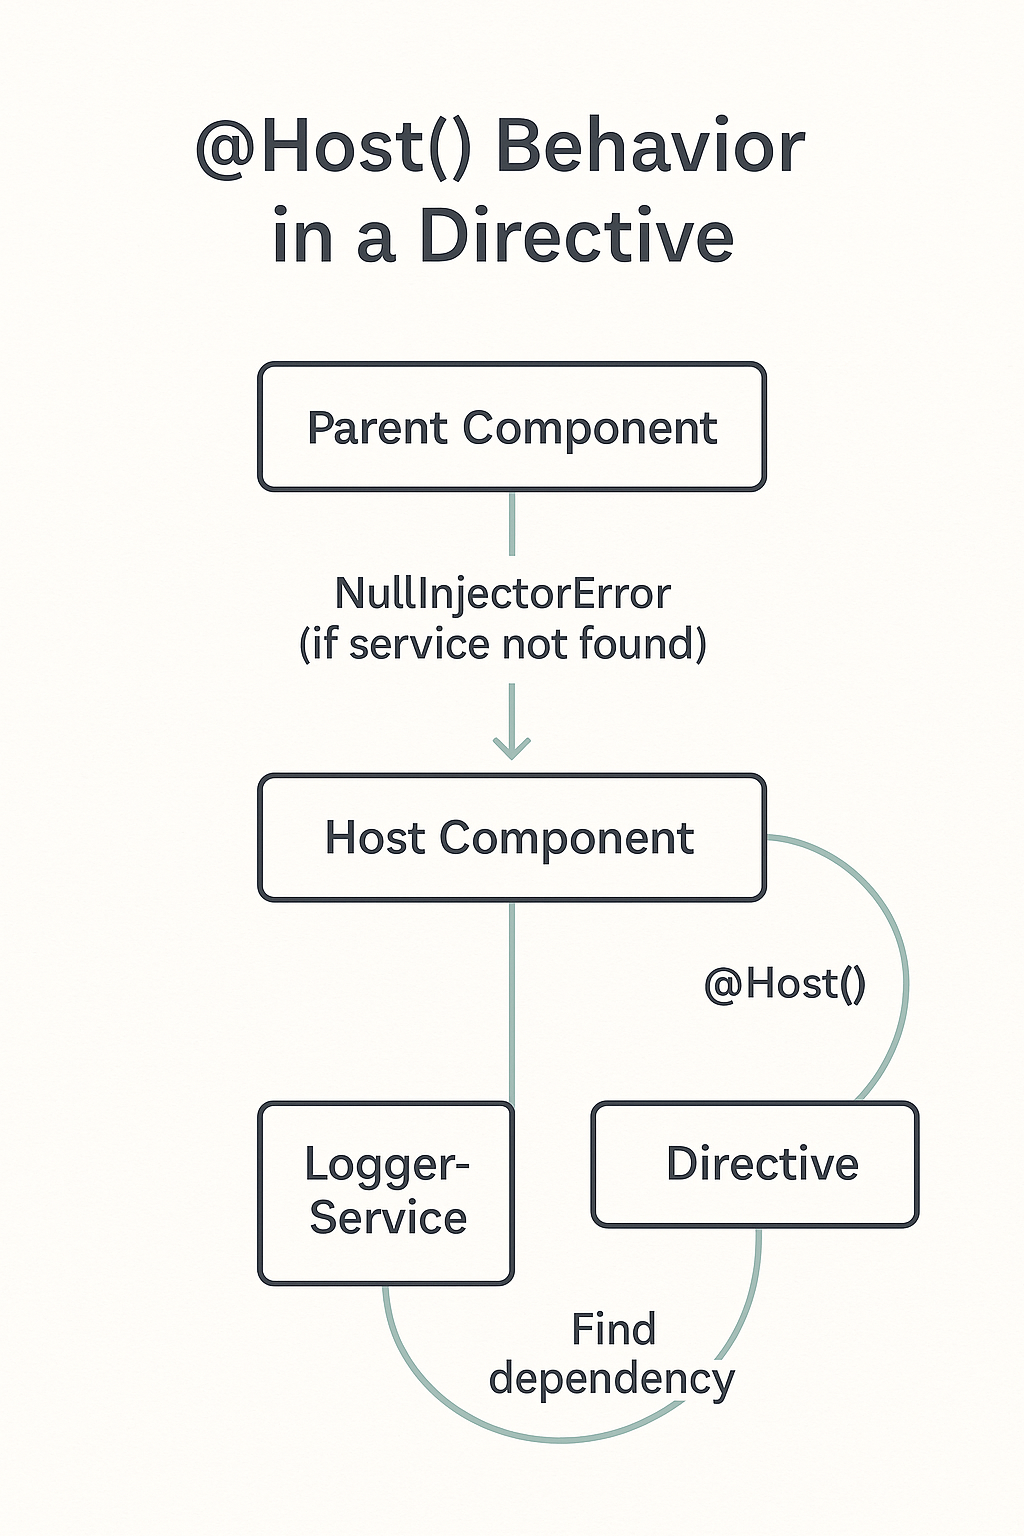 @Host() Behavior
in a Directive
Parent Component
NullInjectorError
(if service not found)
Host Component
@Host()
Logger-
Service
Directive
Find
dependency